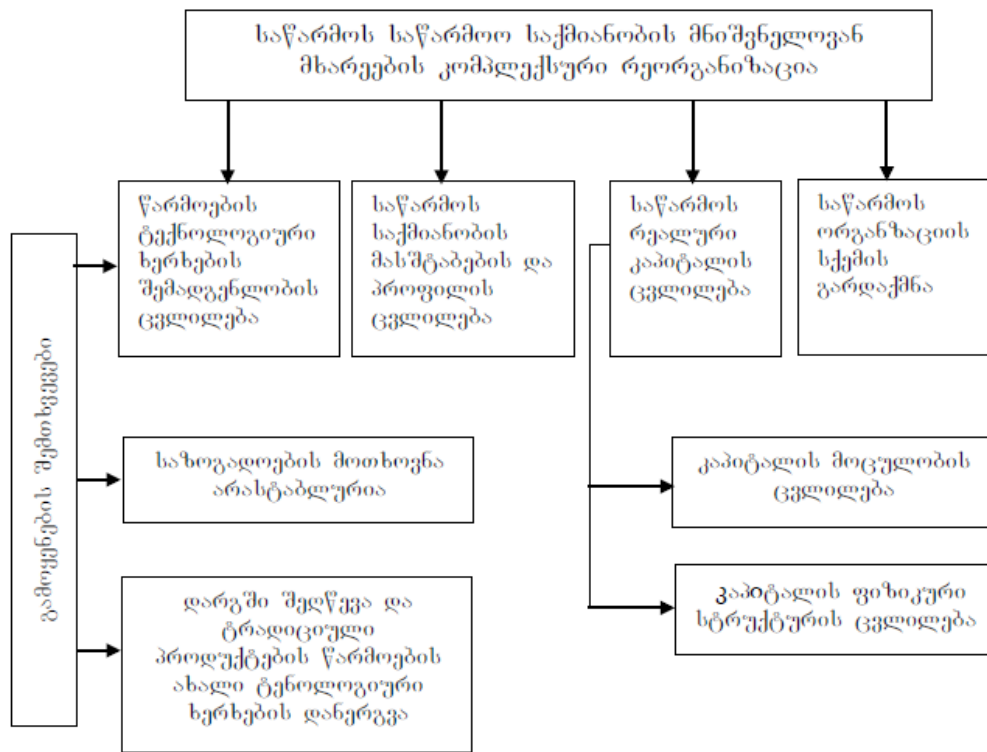 საწარმოს საწარმოო საქმიანობის მნიშვნელოვან
მხარეების კომპლექსური რეორგანიზაცია
წარმოების
ტექნოლოგიური
ხერხების
შემადგენლობის
ცვლილება
საწარმოს
საქმიანობის
მასშტაბების და
პროფილის
ცვლილება
საწარმოს
რეალური
კაპიტალის
ცვლილება
საწარმოს
ორგანზაციის
სქემის
გარდაქმნა
გამოყენების შემთხვევები
საზოგადოების მოთხოვნა
არასტაბლურია
კაპიტალის მოცულობის
ცვლილება
დარგში შეღწევა და
ტრადიციული
პროდუქტების წარმოების
ახალი ტენოლოგიური
ხერხების დანერგვა
კაპიტალის ფიზიკური
სტრუქტურის ცვლილება